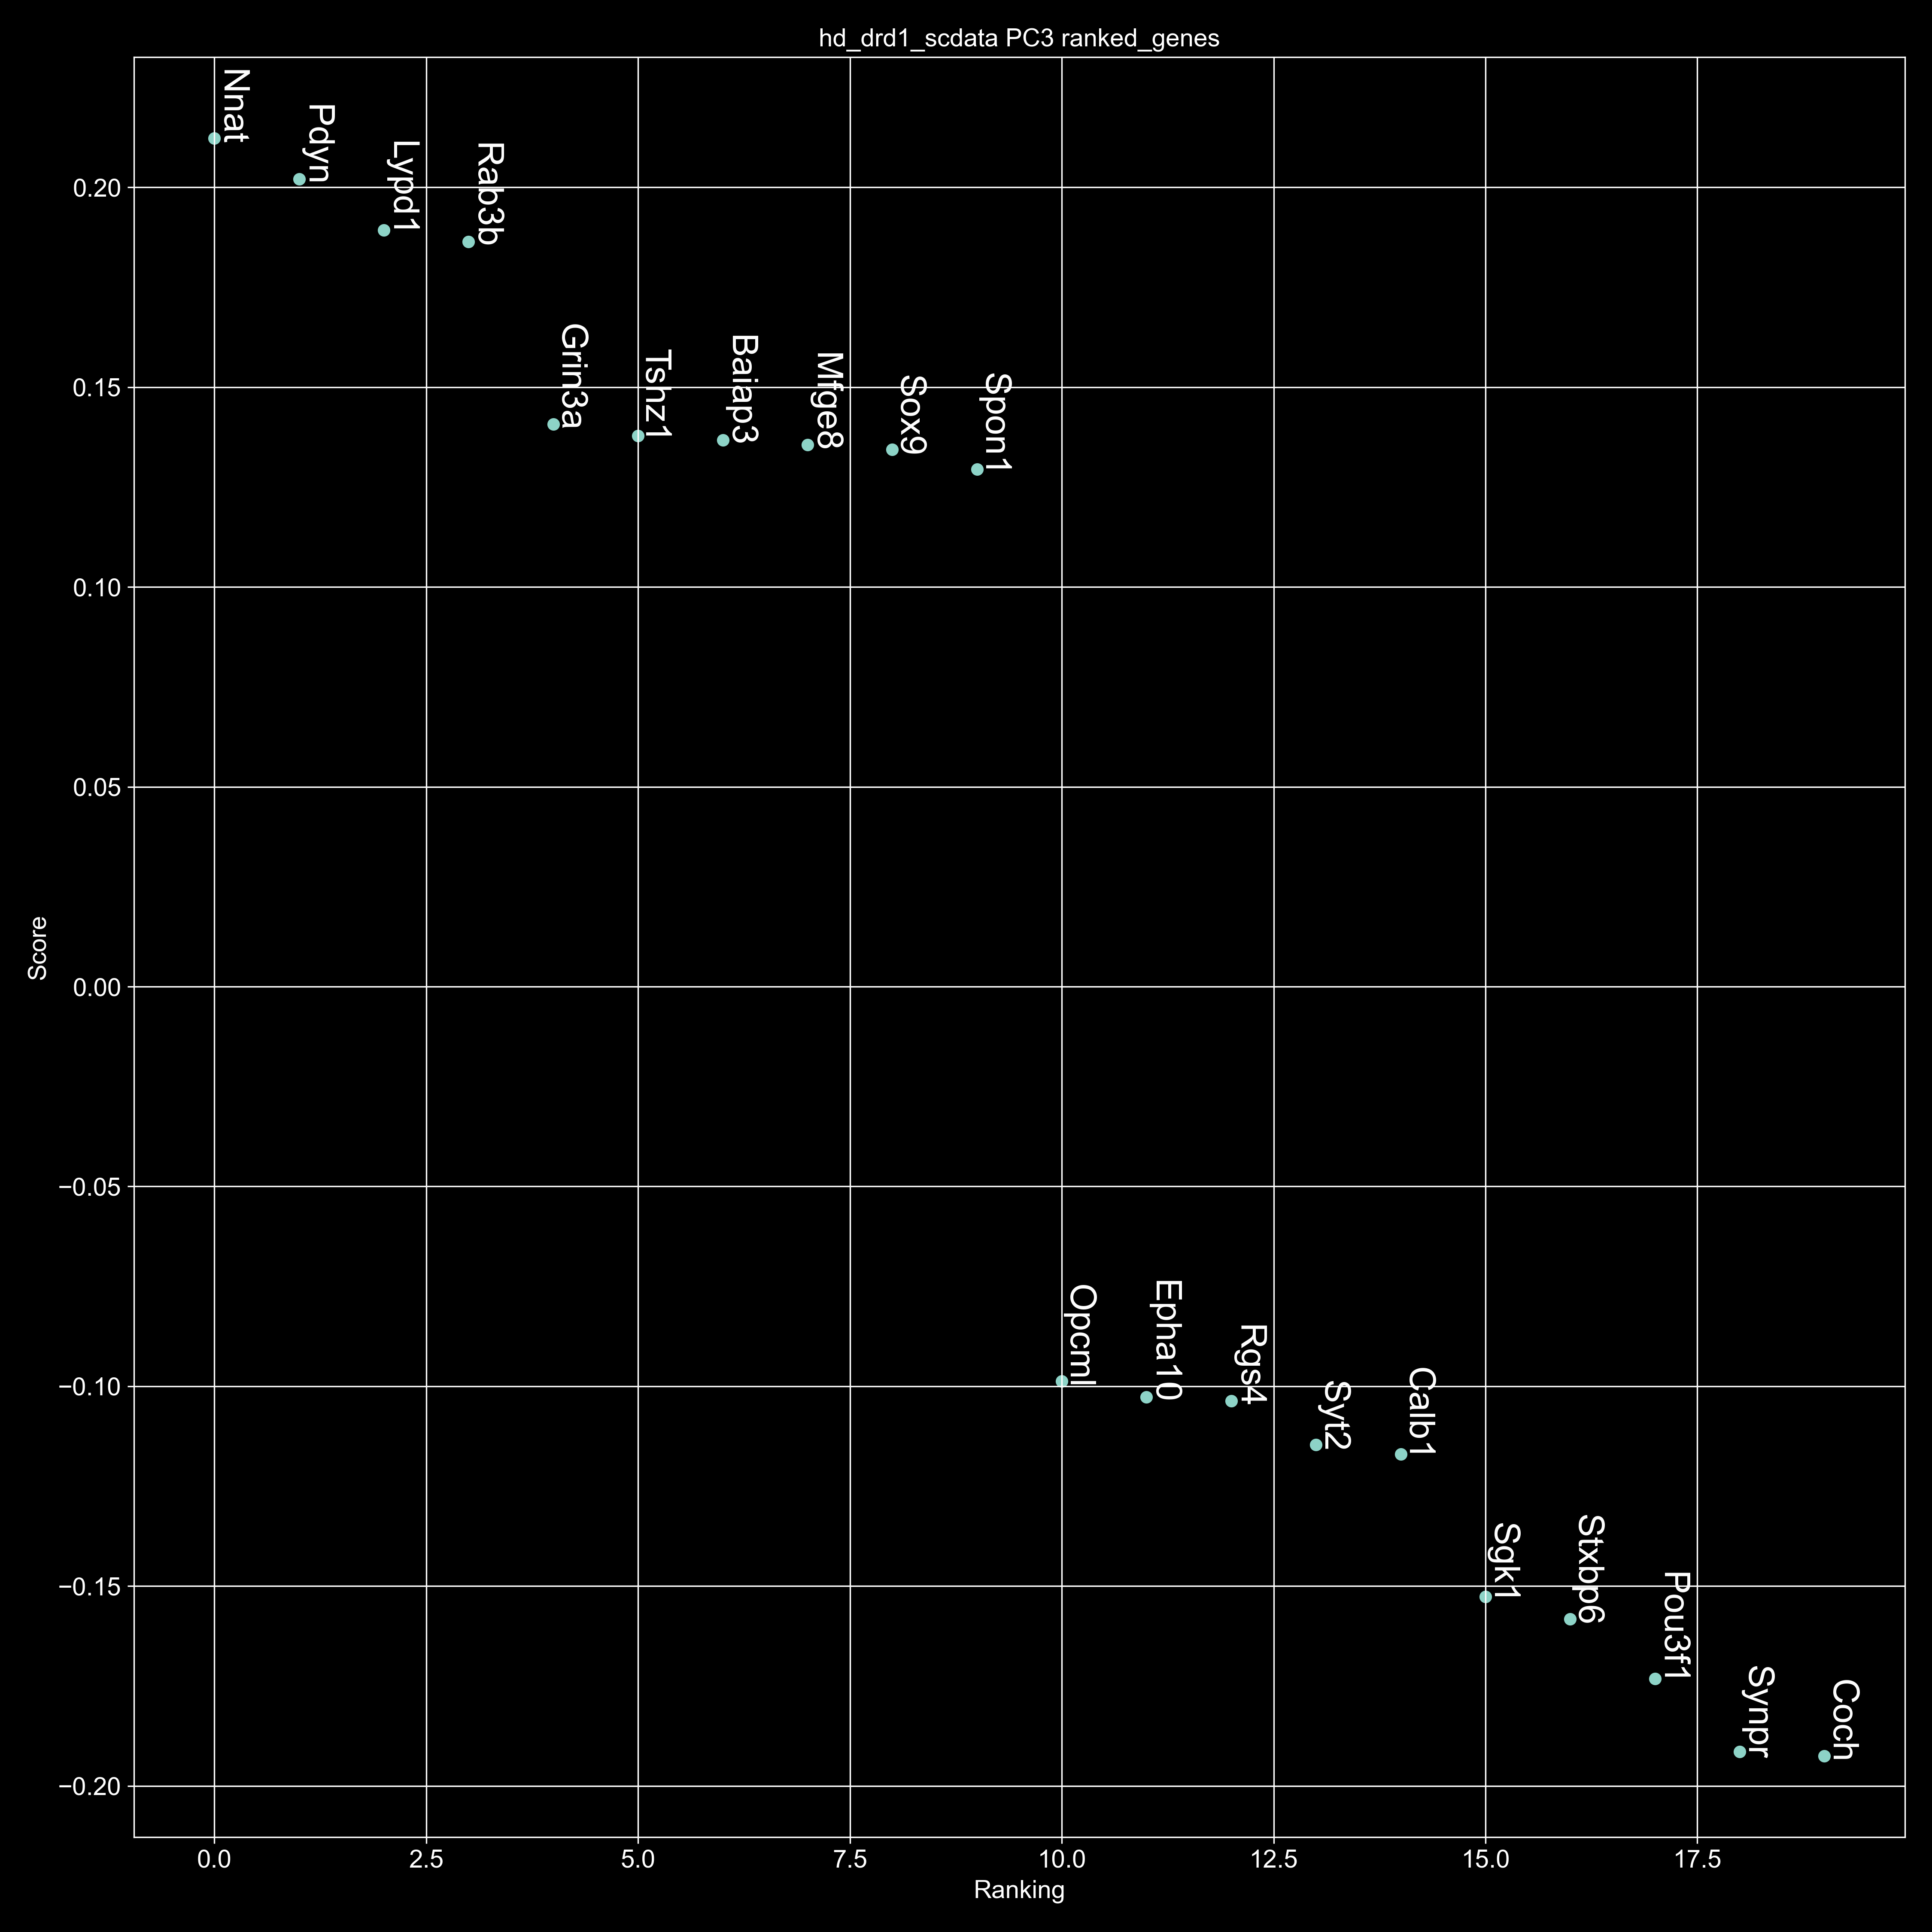 hd_drd1_scdata PC3 ranked_genes
Nnat
Pdyn
Lypd1
Rab3b
Grin3a
Tshz1
Baiap3
Mfge8
Sox9
Spon1
Opcml
Epha10
Rgs4
Syt2
Calb1
Sgk1
Stxbp6
Pou3f1
Synpr
Coch
0.20
0.15
0.10
0.05
0.00
−0.05
−0.10
−0.15
−0.20
Score
0.0 2.5 5.0 7.5 10.0 12.5 15.0 17.5
Ranking